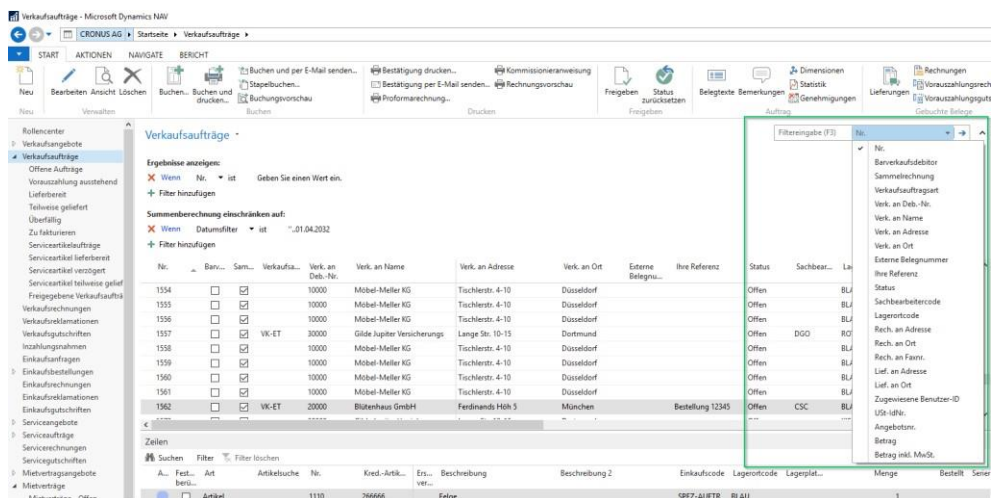 Verkaufsaufträge - Microsoft Dynamics NAV
CRONUS AG Startseite Verkaufsaufträge
START AKTIONEN NAVIGATE BERICHT
Neu Bearbeiten Ansicht Löschen
Buchen... Buchen und drucken...
Buchen und per E-Mail senden...
Stapelbuchen...
Buchungsvorschau
Bestätigung drucken...
Bestätigung per E-Mail senden...
Proformarechnung...
Kommissionieranweisung
Rechnungsvorschau
Freigeben Status zurücksetzen
Belegtexte Bemerkungen
Dimensionen
Statistik
Genehmigungen
Lieferungen
Rechnungen
Vorauszahlungsrech
Vorauszahlungsguts
Neu Verwalten Buchen Drucken Freigeben Auftrag Gebuchte Belege
Rollencenter
Verkaufsangebote
Verkaufsaufträge
Offene Aufträge
Vorauszahlung ausstehend
Lieferbereit
Teilweise geliefert
Überfällig
Zu fakturieren
Serviceartikelaufträge
Serviceartikel lieferbereit
Serviceartikel verzögert
Serviceartikel teilweise gelief
Freigegebene Verkaufsaufträ
Verkaufsrechnungen
Verkaufsreklamationen
Verkaufsgutschriften
Inzahlungsnahmen
Einkaufsanfragen
Einkaufsbestellungen
Einkaufsrechnungen
Einkaufsreklamationen
Einkaufsgutschriften
Serviceangebote
Serviceaufträge
Servicerechnungen
Servicegutschriften
Mietvertragsangebote
Mietverträge
Verkaufsaufträge
Filtereingabe (F3) Nr.
Ergebnisse anzeigen:
Wenn Nr. ist Geben Sie einen Wert ein.
Filter hinzufügen
Summenberechnung einschränken auf:
Wenn Datumsfilter ist ''..01.04.2032
Filter hinzufügen
Nr. Barv... Sam... Verkaufsa... Verk. an Deb.-Nr. Verk. an Name Verk. an Adresse Verk. an Ort Externe Belegnu... Ihre Referenz Status Sachbear... La
1554 10000 Möbel-Meller KG Tischlerstr. 4-10 Düsseldorf Offen BLA
1555 10000 Möbel-Meller KG Tischlerstr. 4-10 Düsseldorf Offen BLA
1556 10000 Möbel-Meller KG Tischlerstr. 4-10 Düsseldorf Offen BLA
1557 VK-ET 30000 Gilde Jupiter Versicherungs Lange Str. 10-15 Dortmund Offen DGO RO
1558 10000 Möbel-Meller KG Tischlerstr. 4-10 Düsseldorf Offen BLA
1559 10000 Möbel-Meller KG Tischlerstr. 4-10 Düsseldorf Offen BLA
1560 10000 Möbel-Meller KG Tischlerstr. 4-10 Düsseldorf Offen BLA
1561 10000 Möbel-Meller KG Tischlerstr. 4-10 Düsseldorf Offen BLA
1562 VK-ET 20000 Blütenhaus GmbH Ferdinands Höh 5 München Bestellung 12345 Offen CSC BLA
Nr.
Barverkaufsdebitor
Sammelrechnung
Verkaufsauftragsart
Verk. an Deb.-Nr.
Verk. an Name
Verk. an Adresse
Verk. an Ort
Externe Belegnummer
Ihre Referenz
Status
Sachbearbeitercode
Lagerortcode
Rech. an Adresse
Rech. an Ort
Rech. an Faxnr.
Lief. an Adresse
Lief. an Ort
Zugewiesene Benutzer-ID
USt-IdNr.
Angebotsnr.
Betrag
Betrag inkl. MwSt.
Zeilen
Suchen Filter Filter löschen
A... Fest... berü... Art Artikelsuche Nr. Kred.-Artik... Ers... ver... Beschreibung Beschreibung 2 Einkaufscode Lagerortcode Lagerplat... Menge Bestellt Serien
Artikel 1110 266666 Felge SPEZ-AUFTR BLAU 1